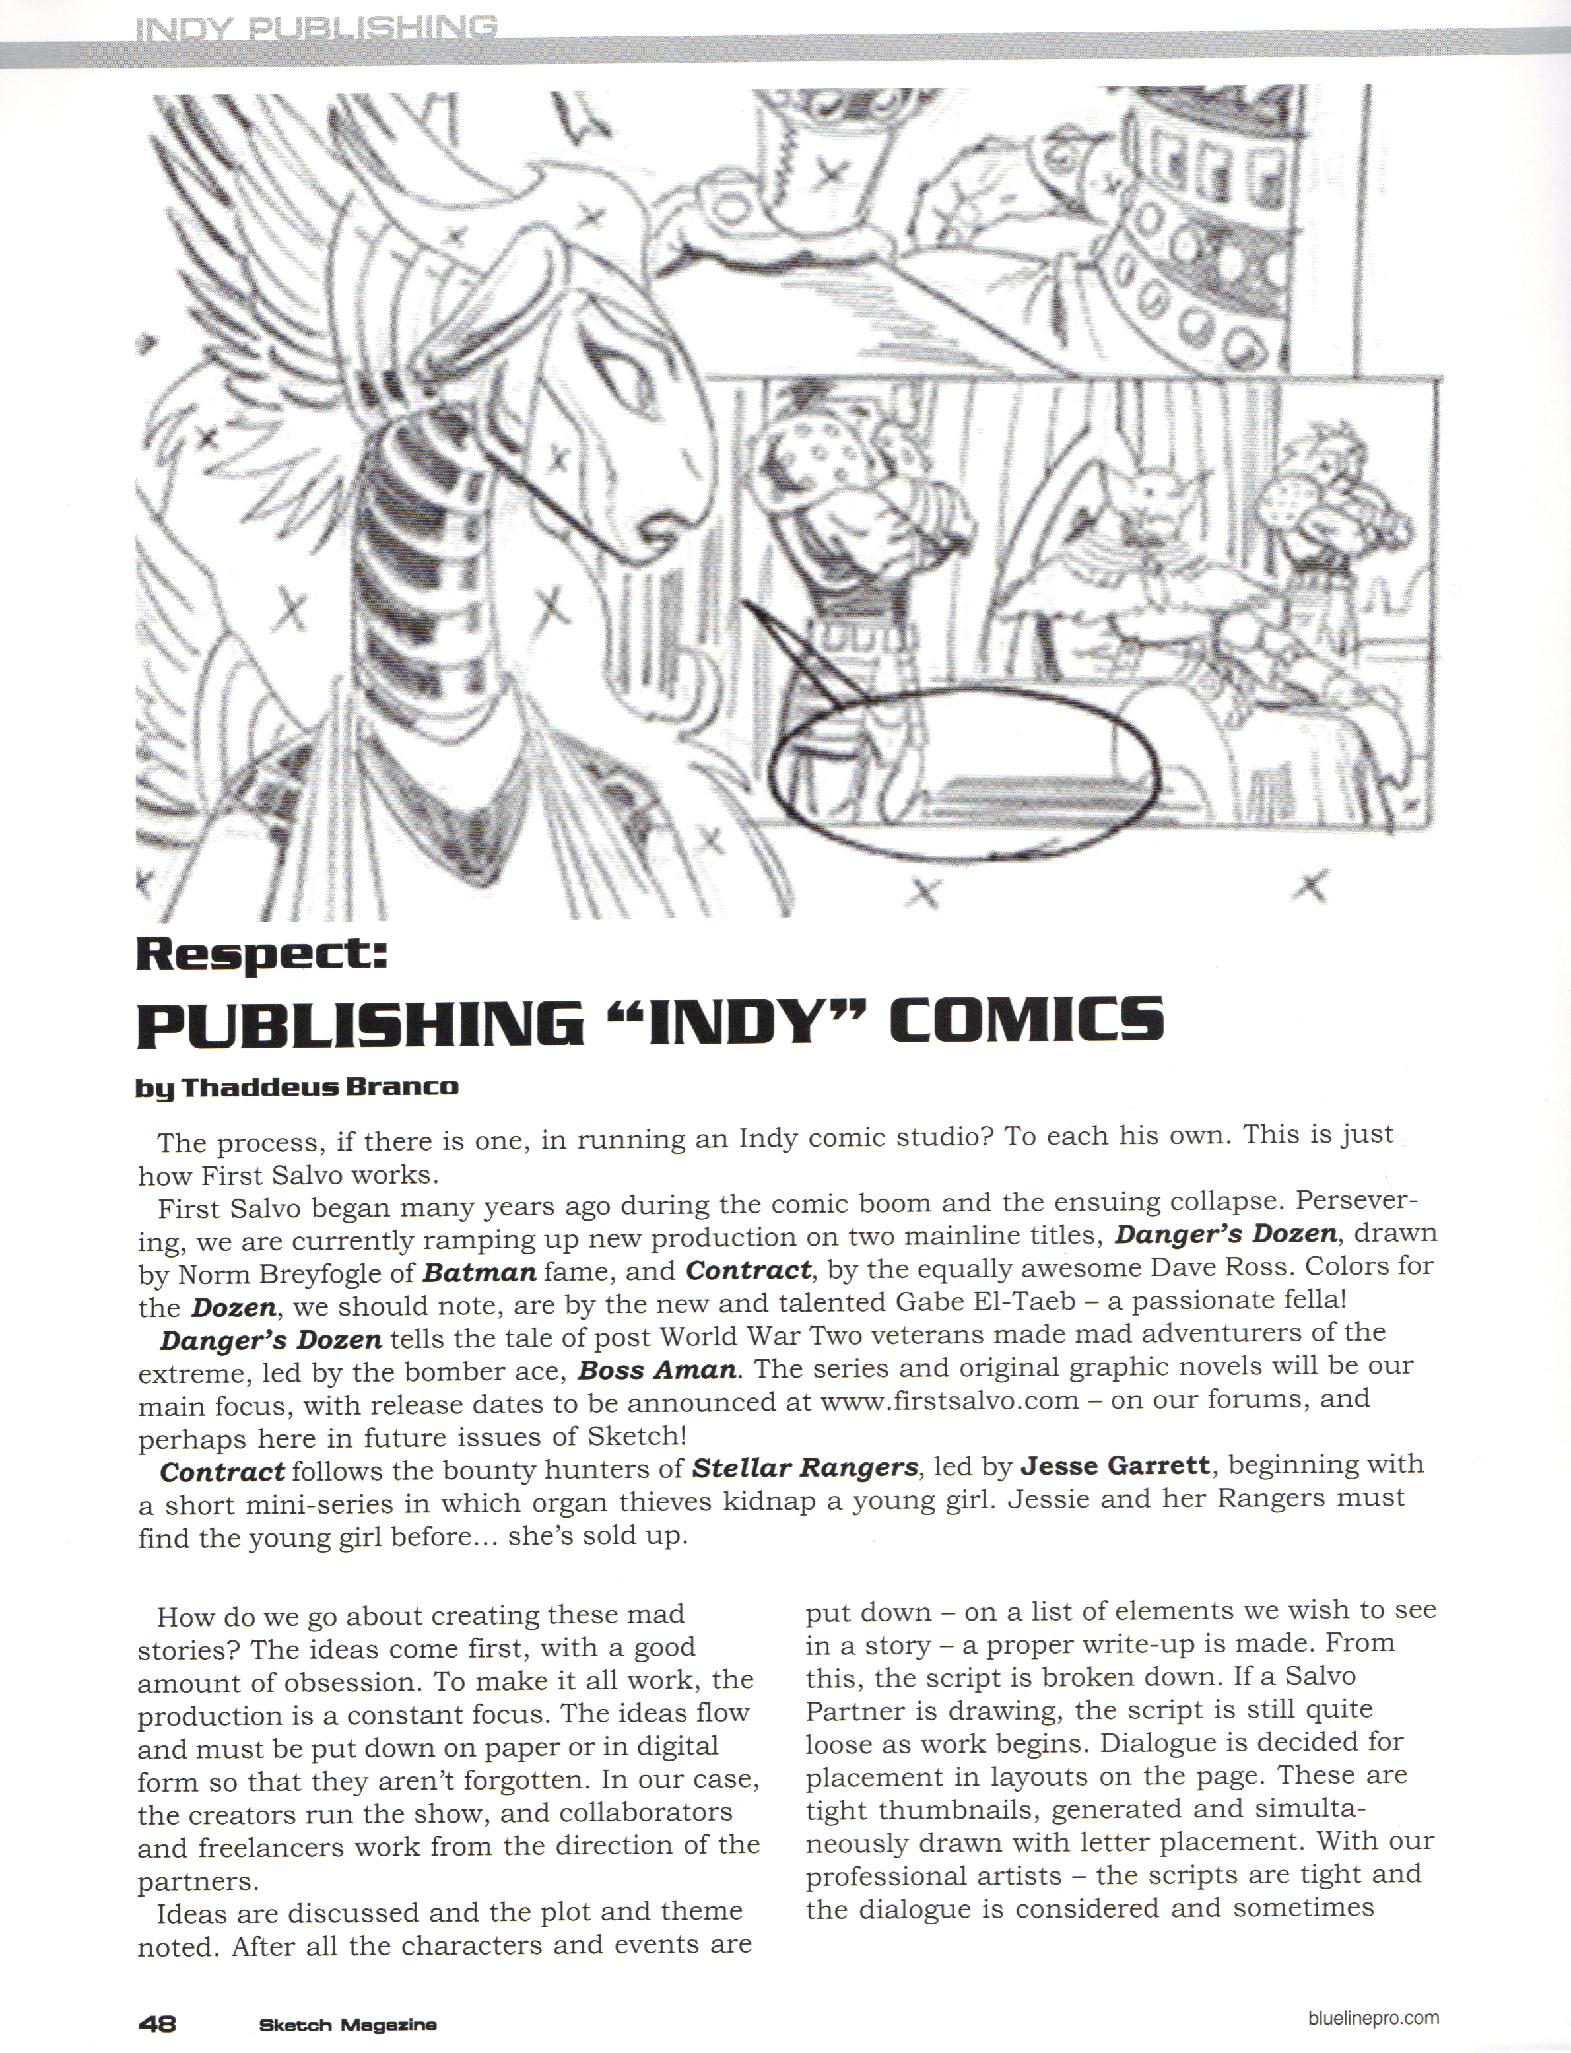 INDY PUBLISHING
Respect:
PUBLISHING “INDY” COMICS
by Thaddeus Branco
The process, if there is one, in running an Indy comic studio? To each his own. This is just
how First Salvo works.
First Salvo began many years ago during the comic boom and the ensuing collapse. Persever-
ing, we are currently ramping up new production on two mainline titles, Danger’s Dozen, drawn
by Norm Breyfogle of Batman fame, and Contract, by the equally awesome Dave Ross. Colors for
the Dozen, we should note, are by the new and talented Gabe El-Taeb – a passionate fella!
Danger’s Dozen tells the tale of post World War Two veterans made mad adventurers of the
extreme, led by the bomber ace, Boss Aman. The series and original graphic novels will be our
main focus, with release dates to be announced at www.firstsalvo.com – on our forums, and
perhaps here in future issues of Sketch!
Contract follows the bounty hunters of Stellar Rangers, led by Jesse Garrett, beginning with
a short mini-series in which organ thieves kidnap a young girl. Jessie and her Rangers must
find the young girl before... she’s sold up.
How do we go about creating these mad
stories? The ideas come first, with a good
amount of obsession. To make it all work, the
production is a constant focus. The ideas flow
and must be put down on paper or in digital
form so that they aren’t forgotten. In our case,
the creators run the show, and collaborators
and freelancers work from the direction of the
partners.
Ideas are discussed and the plot and theme
noted. After all the characters and events are
put down – on a list of elements we wish to see
in a story – a proper write-up is made. From
this, the script is broken down. If a Salvo
Partner is drawing, the script is still quite
loose as work begins. Dialogue is decided for
placement in layouts on the page. These are
tight thumbnails, generated and simulta-
neously drawn with letter placement. With our
professional artists – the scripts are tight and
the dialogue is considered and sometimes
48 Sketch Magazine blueline​pro.com